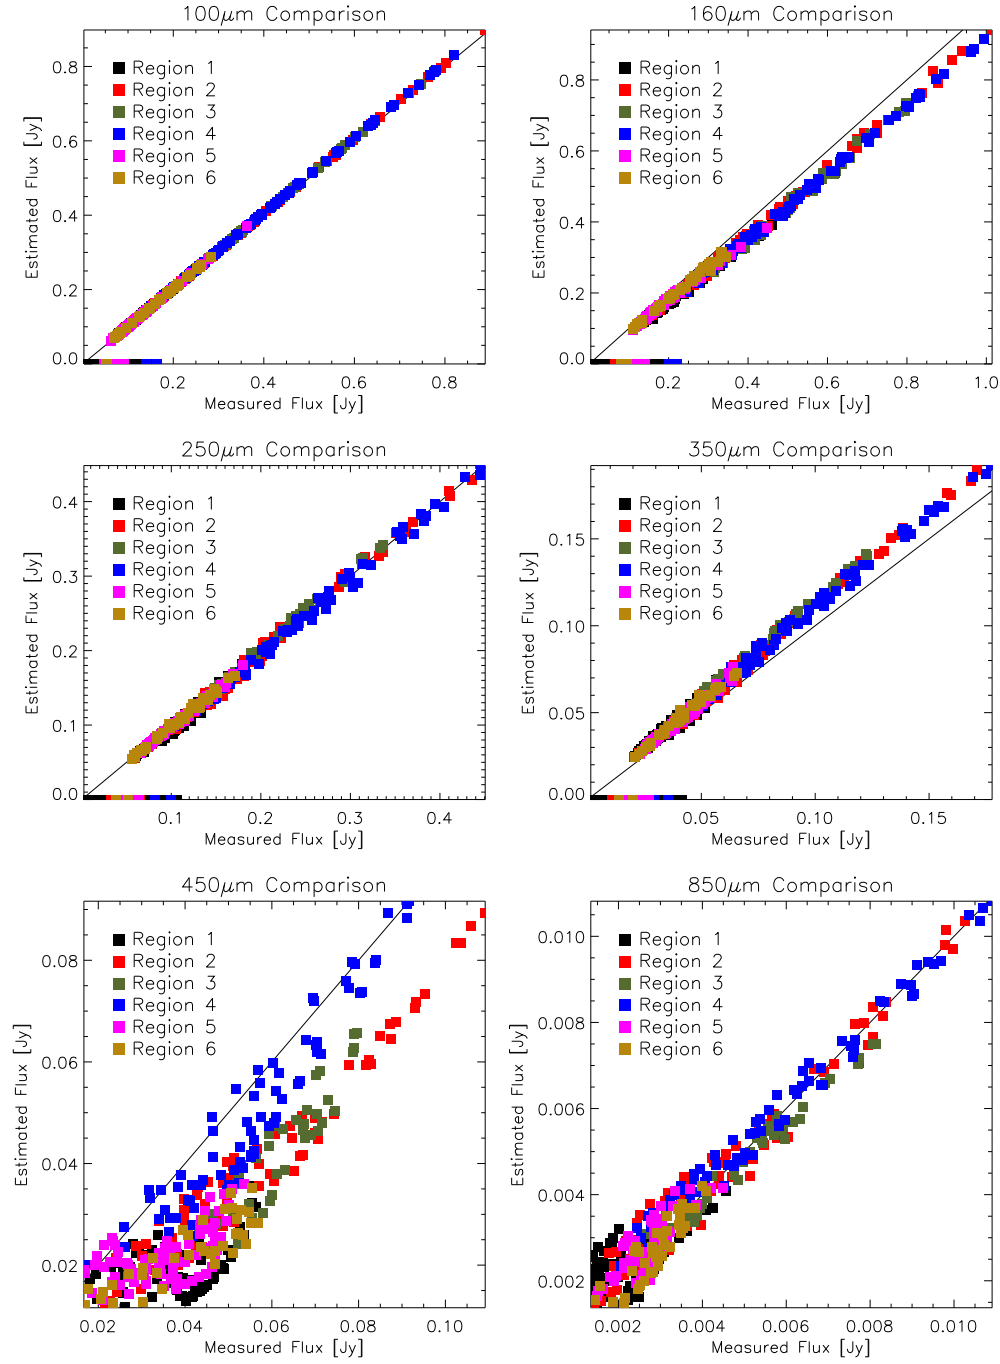 100μm Comparison
Estimated Flux [Jy]
0.8
0.6
0.4
0.2
0.0
Region 1
Region 2
Region 3
Region 4
Region 5
Region 6
0.2 0.4 0.6 0.8
Measured Flux [Jy]
160μm Comparison
Estimated Flux [Jy]
0.8
0.6
0.4
0.2
0.0
Region 1
Region 2
Region 3
Region 4
Region 5
Region 6
0.2 0.4 0.6 0.8 1.0
Measured Flux [Jy]
250μm Comparison
Estimated Flux [Jy]
0.4
0.3
0.2
0.1
0.0
Region 1
Region 2
Region 3
Region 4
Region 5
Region 6
0.1 0.2 0.3 0.4
Measured Flux [Jy]
350μm Comparison
Estimated Flux [Jy]
0.15
0.10
0.05
0.00
Region 1
Region 2
Region 3
Region 4
Region 5
Region 6
0.05 0.10 0.15
Measured Flux [Jy]
450μm Comparison
Estimated Flux [Jy]
0.08
0.06
0.04
0.02
Region 1
Region 2
Region 3
Region 4
Region 5
Region 6
0.02 0.04 0.06 0.08 0.10
Measured Flux [Jy]
850μm Comparison
Estimated Flux [Jy]
0.010
0.008
0.006
0.004
0.002
Region 1
Region 2
Region 3
Region 4
Region 5
Region 6
0.002 0.004 0.006 0.008 0.010
Measured Flux [Jy]